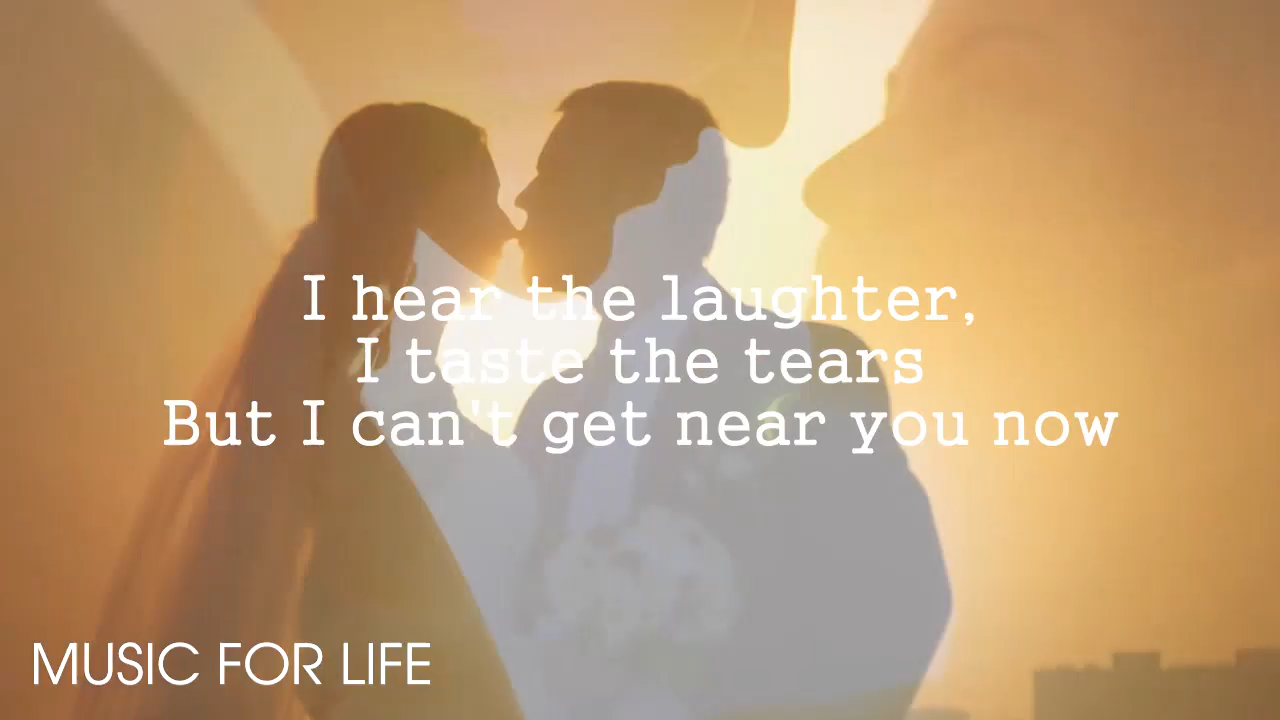 I hear the laughter,
I taste the tears
But I can't get near you now
MUSIC FOR LIFE